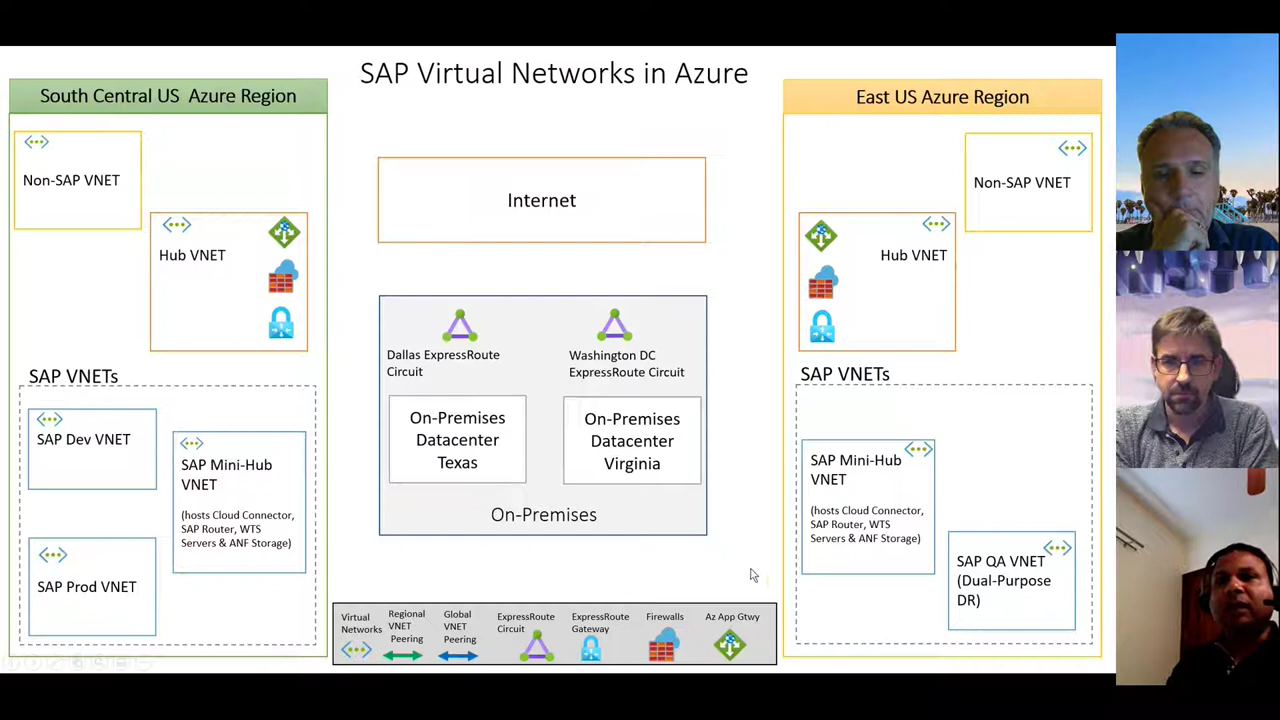 SAP Virtual Networks in Azure
South Central US Azure Region
Non-SAP VNET
Hub VNET
SAP VNETs
SAP Dev VNET
SAP Mini-Hub
VNET
(hosts Cloud Connector,
SAP Router, WTS
Servers & ANF Storage)
SAP Prod VNET
Internet
Dallas ExpressRoute
Circuit
Washington DC
ExpressRoute Circuit
On-Premises
Datacenter
Texas
On-Premises
Datacenter
Virginia
On-Premises
Virtual
Networks
Regional
VNET
Peering
Global
VNET
Peering
ExpressRoute
Circuit
ExpressRoute
Gateway
Firewalls
Az App Gtwy
East US Azure Region
Non-SAP VNET
Hub VNET
SAP VNETs
SAP Mini-Hub
VNET
(hosts Cloud Connector,
SAP Router, WTS
Servers & ANF Storage)
SAP QA VNET
(Dual-Purpose
DR)